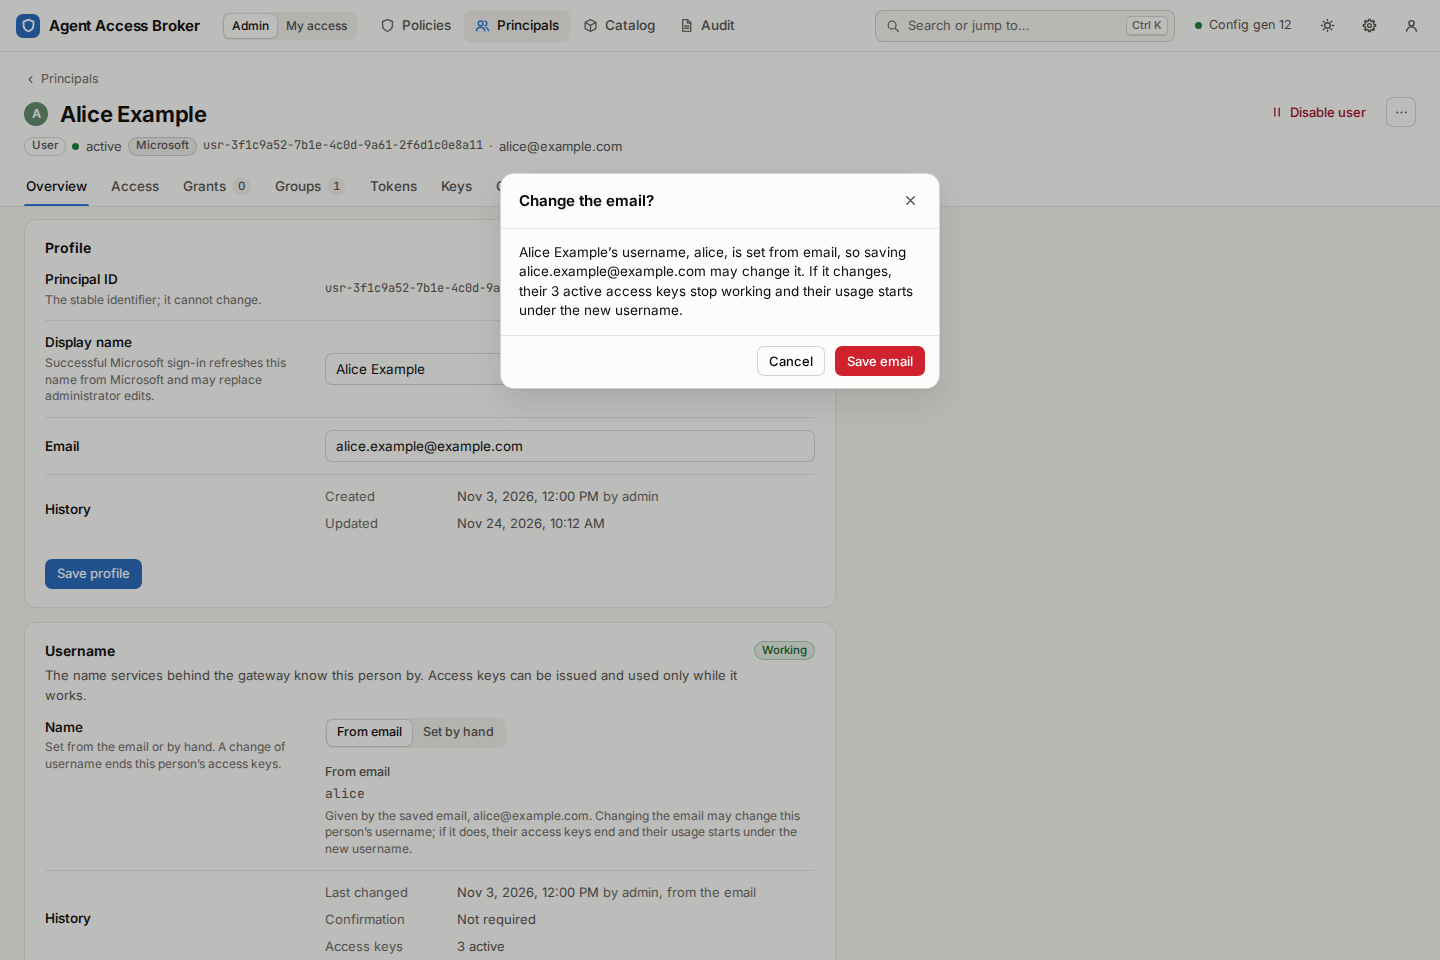 Agent Access Broker
Admin
My access
Policies
Principals
Catalog
Audit
Search or jump to...
Ctrl K
Config gen 12
Principals
A
Alice Example
Disable user
User
active
Microsoft
usr-3f1c9a52-7b1e-4c0d-9a61-2f6d1c0e8a11 · alice@example.com
Overview
Access
Grants 0
Groups 1
Tokens
Keys
Change the email?
Alice Example’s username, alice, is set from email, so saving
alice.example@example.com may change it. If it changes,
their 3 active access keys stop working and their usage starts
under the new username.
Cancel
Save email
Profile
Principal ID
The stable identifier; it cannot change.
usr-3f1c9a52-7b1e-4c0d-9a
Display name
Successful Microsoft sign-in refreshes this
name from Microsoft and may replace
administrator edits.
Alice Example
Email
alice.example@example.com
History
Created
Nov 3, 2026, 12:00 PM by admin
Updated
Nov 24, 2026, 10:12 AM
Save profile
Username
Working
The name services behind the gateway know this person by. Access keys can be issued and used only while it
works.
Name
Set from the email or by hand. A change of
username ends this person’s access keys.
From email
Set by hand
From email
alice
Given by the saved email, alice@example.com. Changing the email may change this
person’s username; if it does, their access keys end and their usage starts under the
new username.
History
Last changed
Nov 3, 2026, 12:00 PM by admin, from the email
Confirmation
Not required
Access keys
3 active